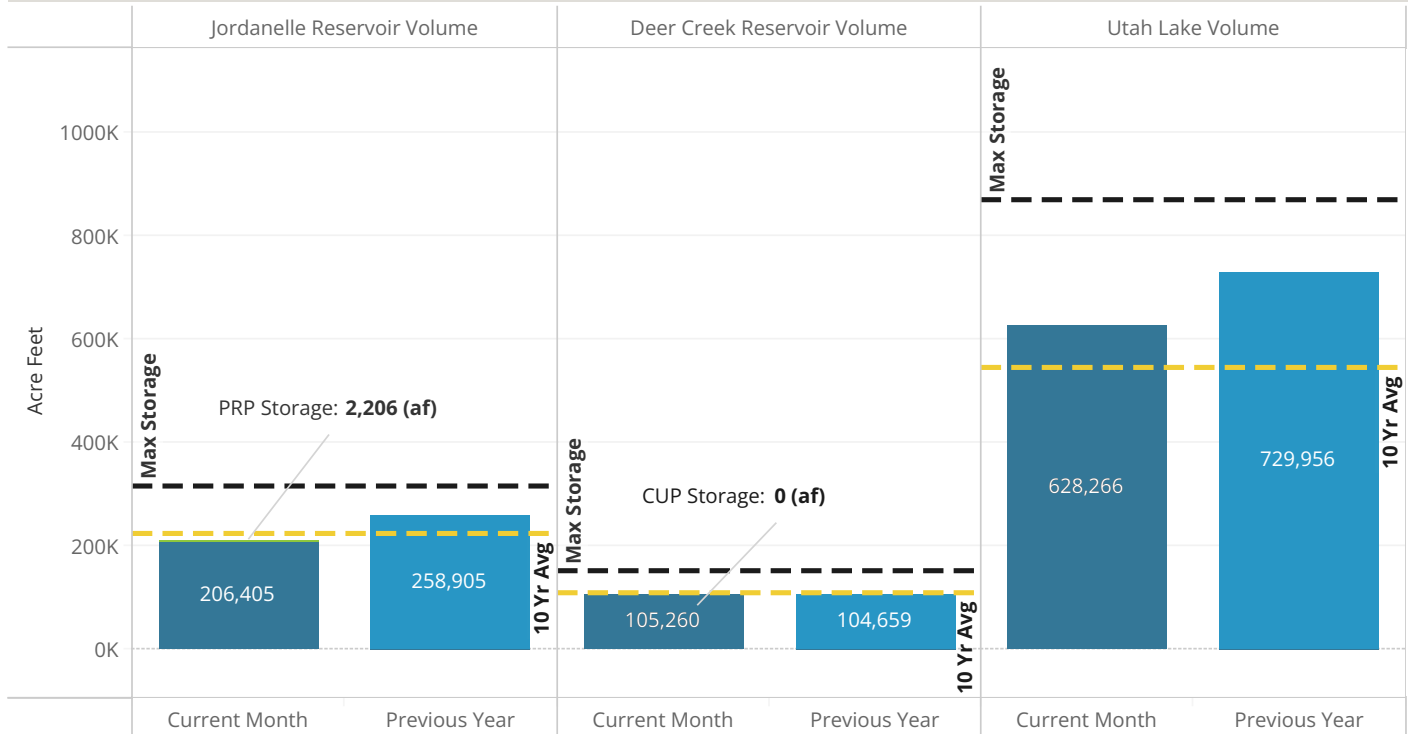 Jordanelle Reservoir Volume
Deer Creek Reservoir Volume
Utah Lake Volume
Acre Feet
1000K
800K
600K
400K
200K
0K
Max Storage
PRP Storage: 2,206 (af)
206,405
258,905
10 Yr Avg
Max Storage
CUP Storage: 0 (af)
105,260
104,659
10 Yr Avg
Max Storage
628,266
729,956
10 Yr Avg
Current Month
Previous Year
Current Month
Previous Year
Current Month
Previous Year